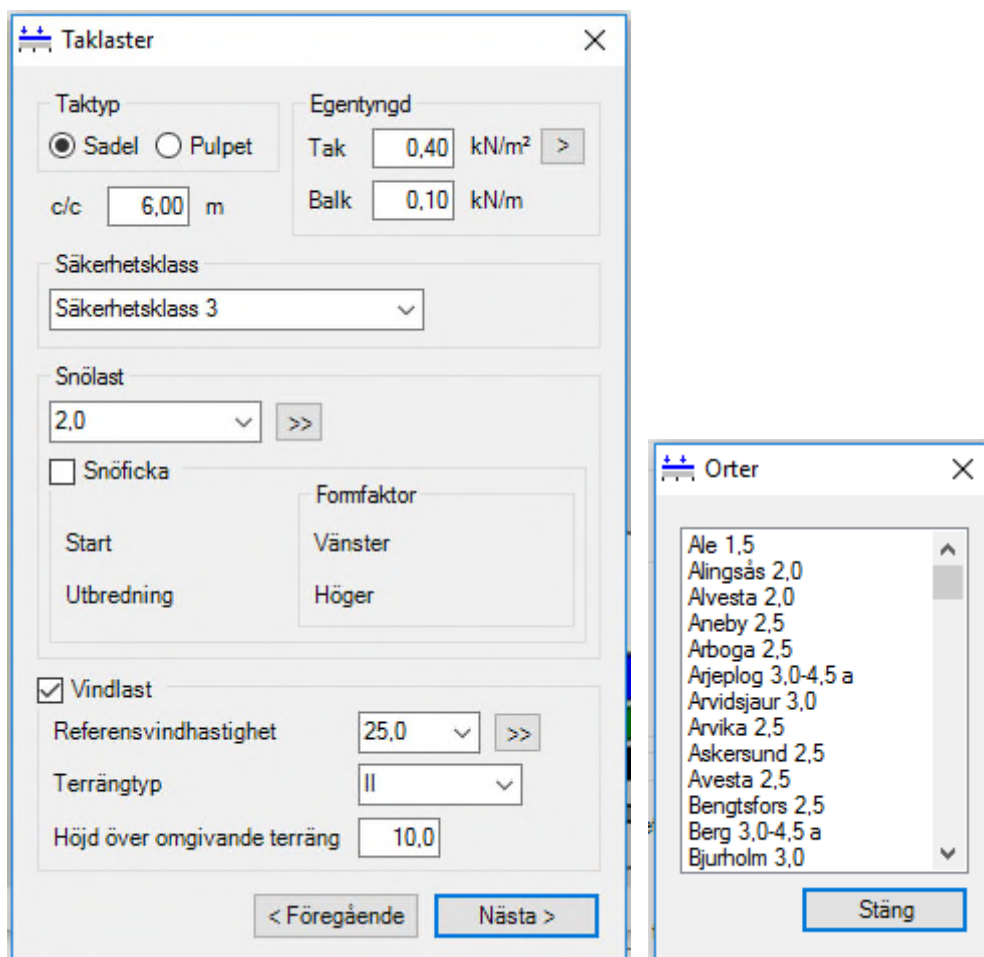 Taklaster
Taktyp
Sadel Pulpet
c/c 6,00 m
Egentyngd
Tak 0,40 kN/m² >
Balk 0,10 kN/m
Säkerhetsklass
Säkerhetsklass 3
Snölast
2,0 >>
Snöficka
Start
Utbredning
Formfaktor
Vänster
Höger
Vindlast
Referensvindhastighet 25,0 >>
Terrängtyp II
Höjd över omgivande terräng 10,0
< Föregående Nästa >
Orter
Ale 1,5
Alingsås 2,0
Alvesta 2,0
Aneby 2,5
Arboga 2,5
Arjeplog 3,0-4,5 a
Arvidsjaur 3,0
Arvika 2,5
Askersund 2,5
Avesta 2,5
Bengtsfors 2,5
Berg 3,0-4,5 a
Bjurholm 3,0
Stäng